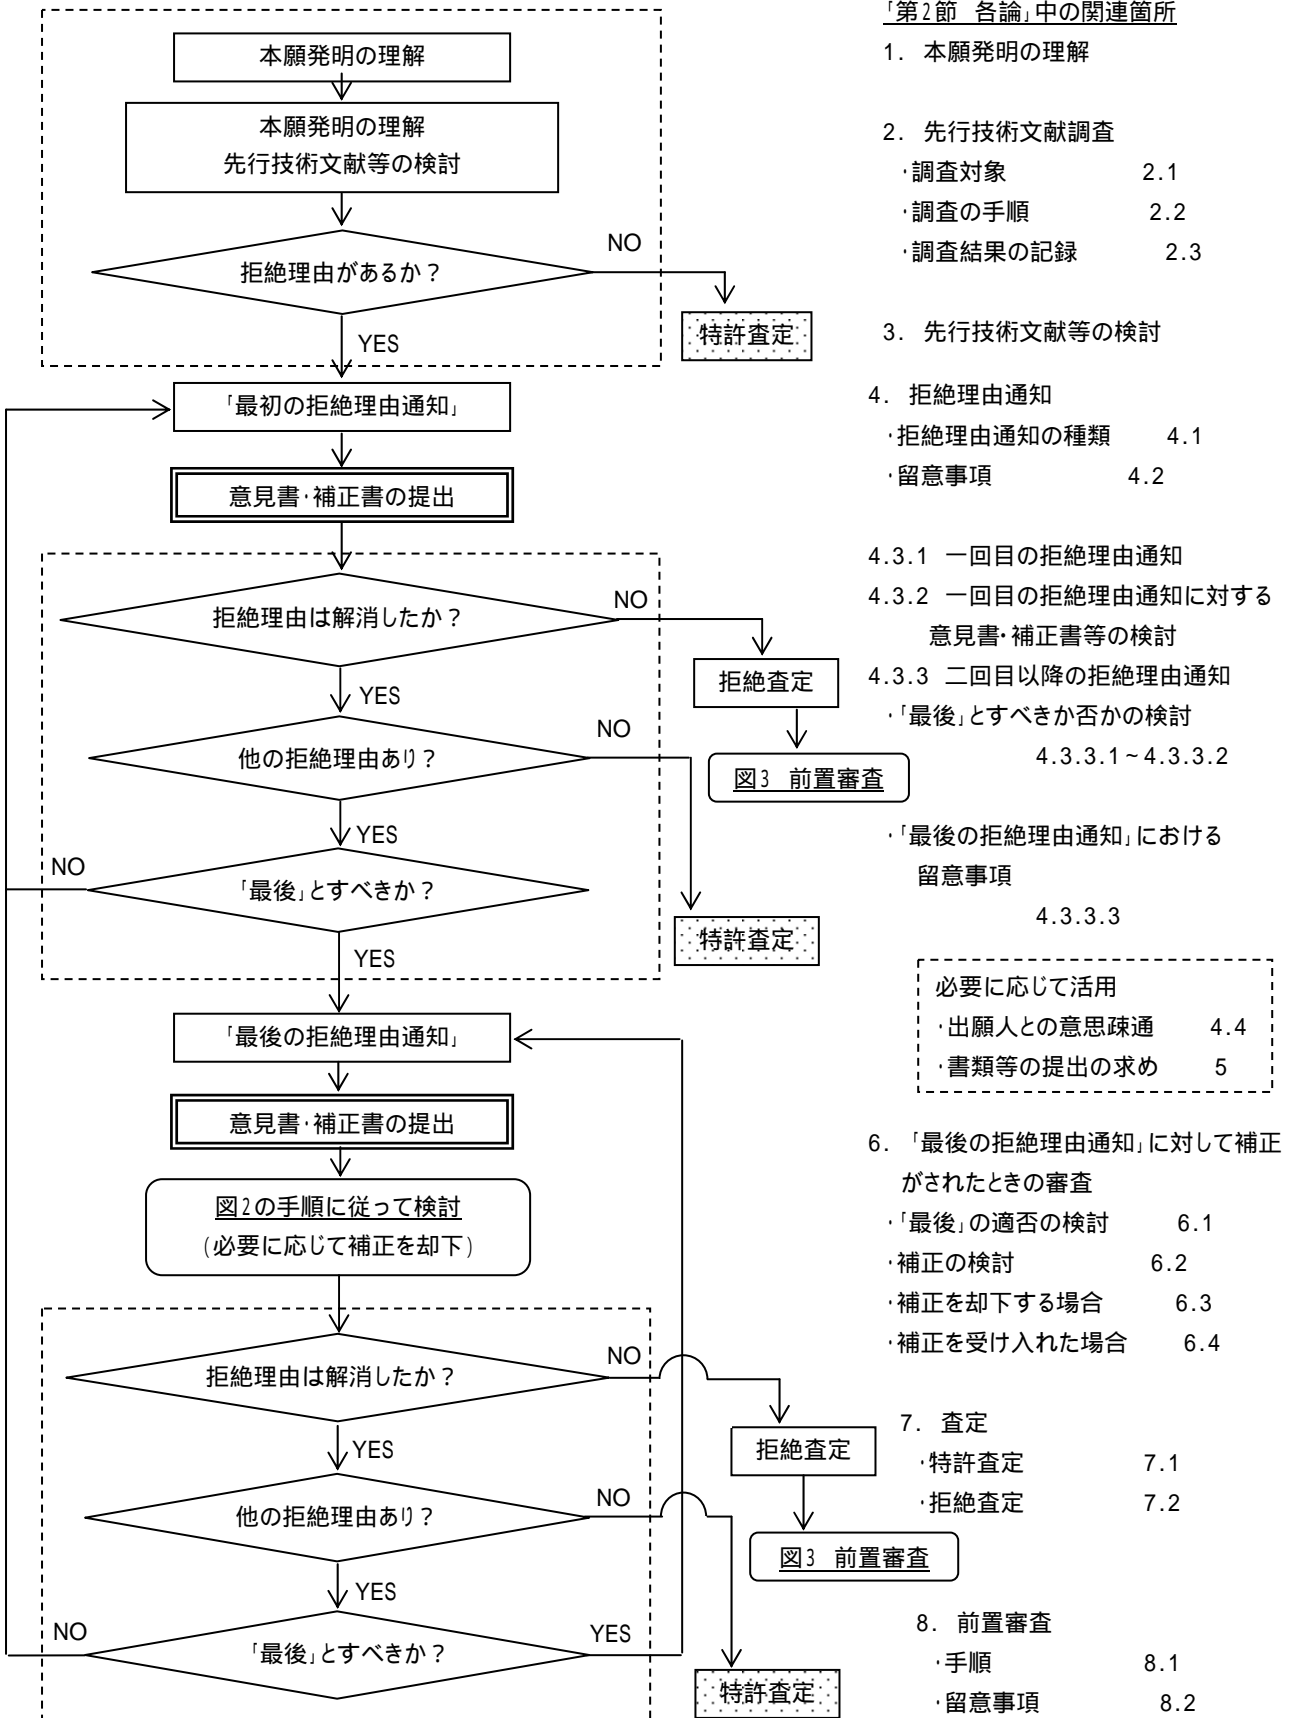 本願発明の理解
本願発明の理解
先行技術文献等の検討
拒絶理由があるか？
NO
特許査定
YES
「最初の拒絶理由通知」
意見書・補正書の提出
拒絶理由は解消したか？
NO
拒絶査定
図3　前置審査
YES
他の拒絶理由あり？
NO
特許査定
YES
「最後」とすべきか？
NO
YES
「最後の拒絶理由通知」
意見書・補正書の提出
図2の手順に従って検討
（必要に応じて補正を却下）
拒絶理由は解消したか？
NO
拒絶査定
図3　前置審査
YES
他の拒絶理由あり？
NO
特許査定
YES
「最後」とすべきか？
NO
YES
「第2節　各論」中の関連箇所
1．本願発明の理解
2．先行技術文献調査
・調査対象　2.1
・調査の手順　2.2
・調査結果の記録　2.3
3．先行技術文献等の検討
4．拒絶理由通知
・拒絶理由通知の種類　4.1
・留意事項　4.2
4.3.1 一回目の拒絶理由通知
4.3.2 一回目の拒絶理由通知に対する
意見書・補正書等の検討
4.3.3 二回目以降の拒絶理由通知
・「最後」とすべきか否かの検討
4.3.3.1～4.3.3.2
・「最後の拒絶理由通知」における
留意事項
4.3.3.3
必要に応じて活用
・出願人との意思疎通　4.4
・書類等の提出の求め　5
6．「最後の拒絶理由通知」に対して補正
がされたときの審査
・「最後」の適否の検討　6.1
・補正の検討　6.2
・補正を却下する場合　6.3
・補正を受け入れた場合　6.4
7．査定
・特許査定　7.1
・拒絶査定　7.2
8．前置審査
・手順　8.1
・留意事項　8.2